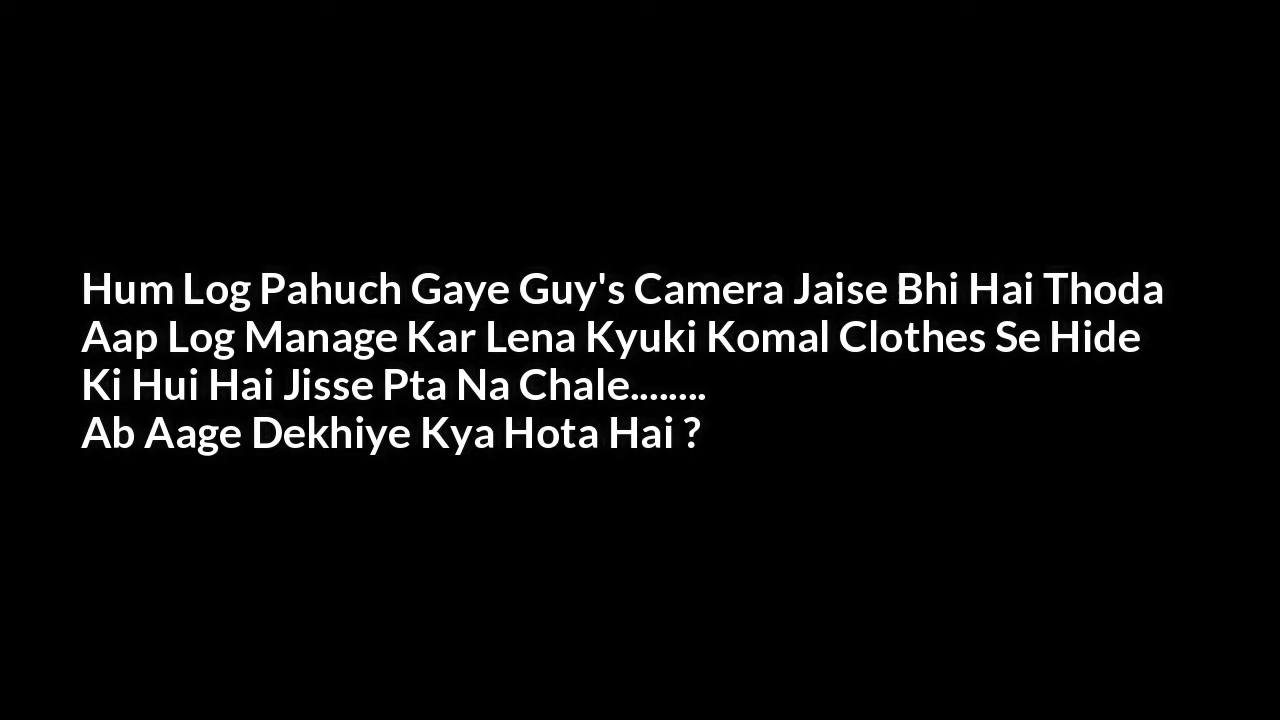 Hum Log Pahuch Gaye Guy's Camera Jaise Bhi Hai Thoda
Aap Log Manage Kar Lena Kyuki Komal Clothes Se Hide
Ki Hui Hai Jisse Pta Na Chale........
Ab Aage Dekhiye Kya Hota Hai ?